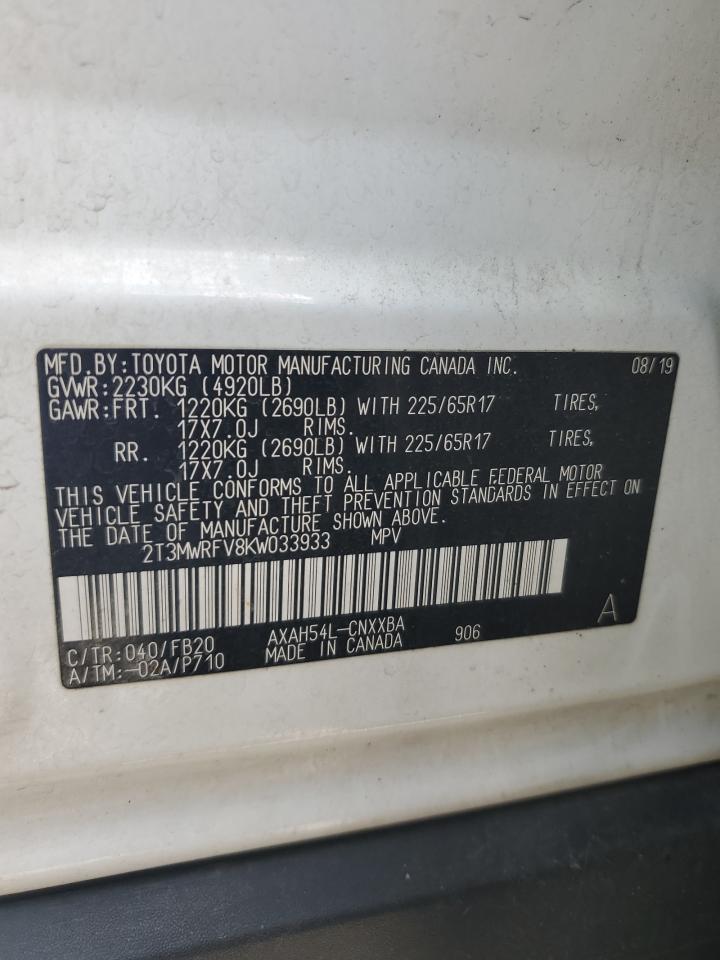 MFD.BY:TOYOTA MOTOR MANUFACTURING CANADA INC. 08/19
GVWR:2230KG (4920LB)
GAWR:FRT. 1220KG (2690LB) WITH 225/65R17 TIRES,
17X7.0J RIMS.
RR. 1220KG (2690LB) WITH 225/65R17 TIRES,
17X7.0J RIMS.
THIS VEHICLE CONFORMS TO ALL APPLICABLE FEDERAL MOTOR
VEHICLE SAFETY AND THEFT PREVENTION STANDARDS IN EFFECT ON
THE DATE OF MANUFACTURE SHOWN ABOVE.
2T3MWRFV8KW033933 MPV
C/TR:040/FB20 AXAH54L-CNXXBA 906 A
A/TM:-02A/P710 MADE IN CANADA